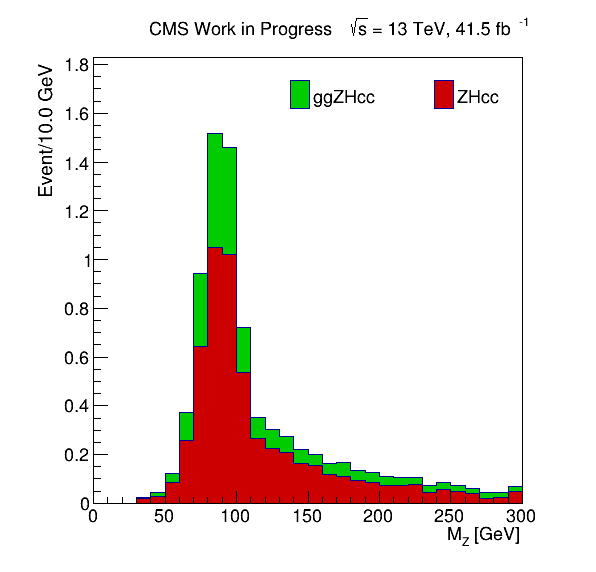 CMS Work in Progress √s = 13 TeV, 41.5 fb⁻¹
Event/10.0 GeV
ggZHcc ZHcc
1.8
1.6
1.4
1.2
1
0.8
0.6
0.4
0.2
0
0 50 100 150 200 250 300
M_Z [GeV]